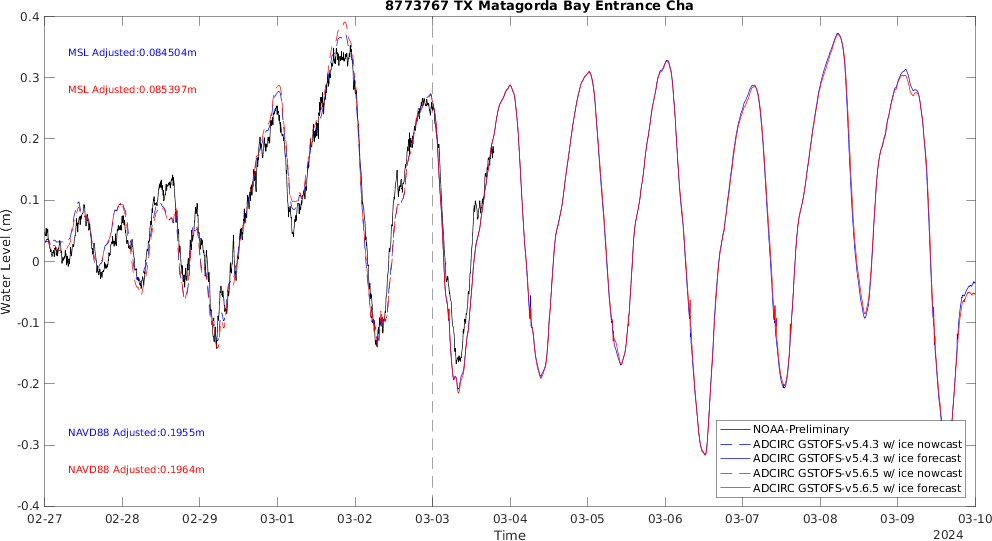 8773767 TX Matagorda Bay Entrance Cha
0.4
MSL Adjusted:0.084504m
0.3
MSL Adjusted:0.085397m
0.2
0.1
Water Level (m)
0
-0.1
-0.2
-0.3
-0.4
NAVD88 Adjusted:0.1955m
NAVD88 Adjusted:0.1964m
NOAA-Preliminary
ADCIRC GSTOFS-v5.4.3 w/ ice nowcast
ADCIRC GSTOFS-v5.4.3 w/ ice forecast
ADCIRC GSTOFS-v5.6.5 w/ ice nowcast
ADCIRC GSTOFS-v5.6.5 w/ ice forecast
02-27 02-28 02-29 03-01 03-02 03-03 03-04 03-05 03-06 03-07 03-08 03-09 03-10
Time
2024